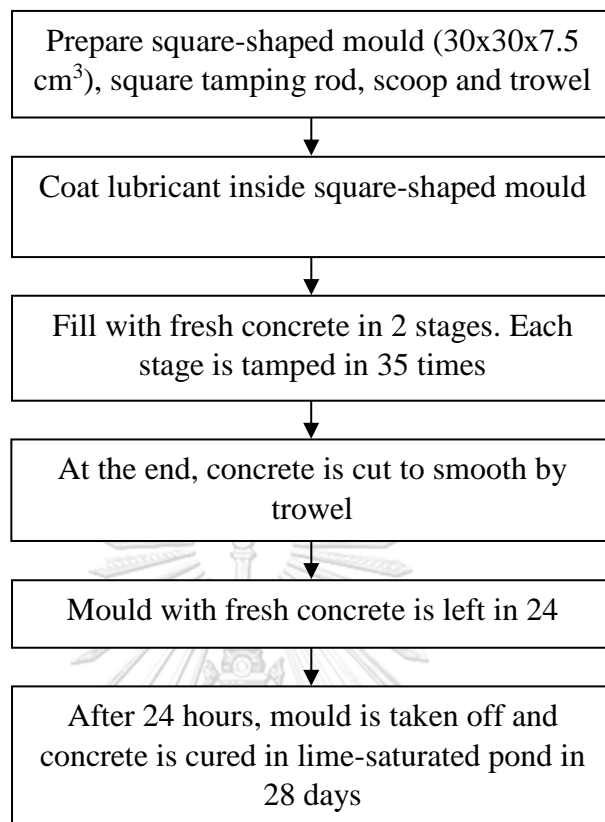 Prepare square-shaped mould (30x30x7.5
cm³), square tamping rod, scoop and trowel
Coat lubricant inside square-shaped mould
Fill with fresh concrete in 2 stages. Each
stage is tamped in 35 times
At the end, concrete is cut to smooth by
trowel
Mould with fresh concrete is left in 24
After 24 hours, mould is taken off and
concrete is cured in lime-saturated pond in
28 days